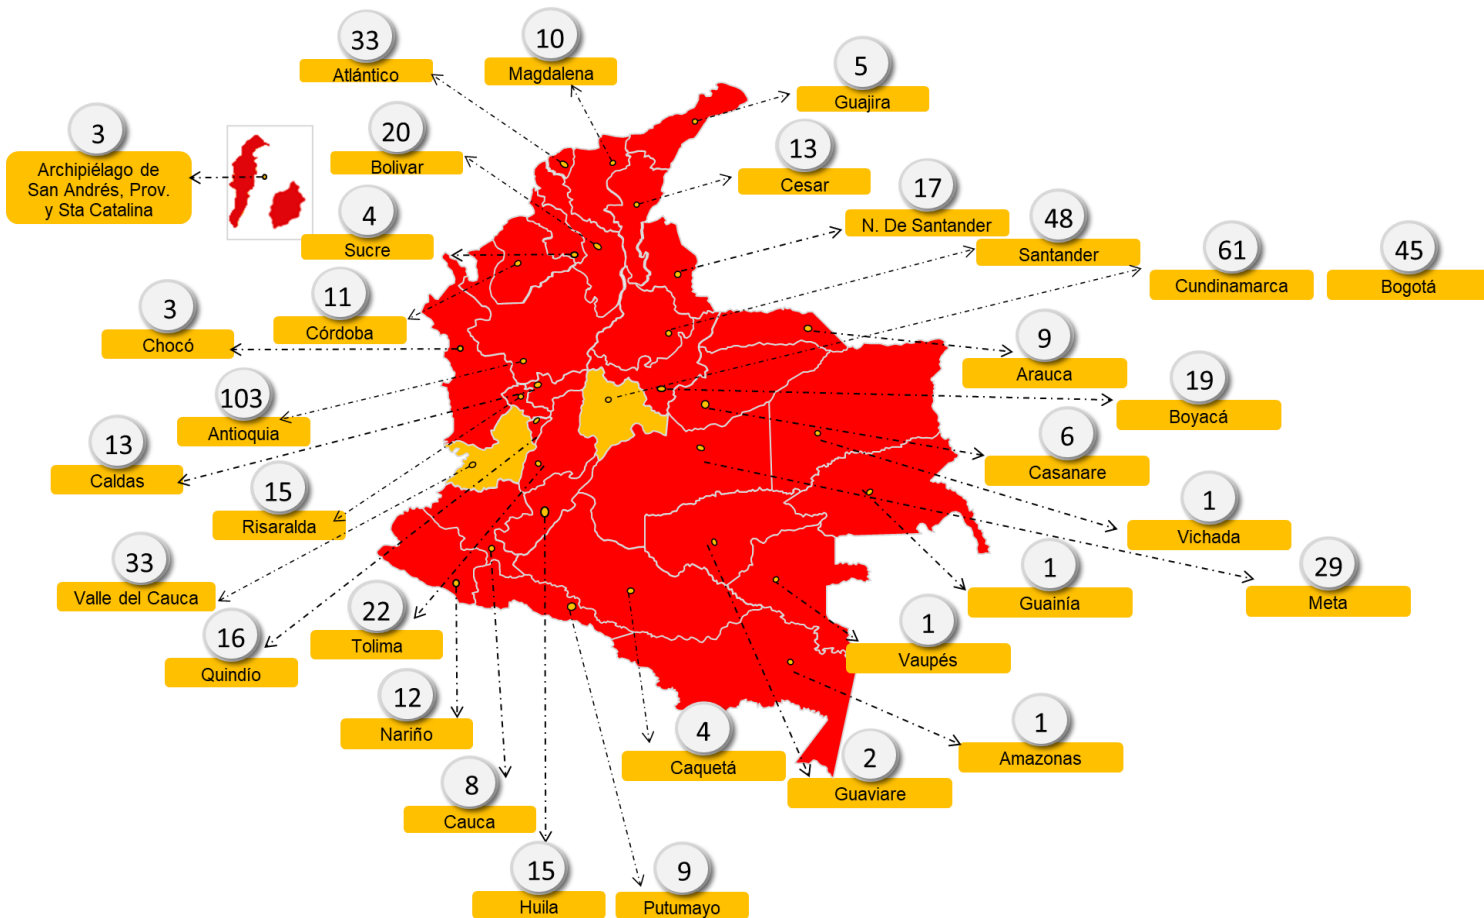 33
Atlántico
10
Magdalena
5
Guajira
3
Archipiélago de
San Andrés, Prov.
y Sta Catalina
20
Bolivar
13
Cesar
17
N. De Santander
4
Sucre
48
Santander
61
Cundinamarca
45
Bogotá
11
Córdoba
3
Chocó
9
Arauca
103
Antioquia
19
Boyacá
13
Caldas
6
Casanare
15
Risaralda
1
Vichada
33
Valle del Cauca
1
Guainía
29
Meta
16
Quindío
22
Tolima
1
Vaupés
12
Nariño
4
Caquetá
2
Guaviare
1
Amazonas
8
Cauca
15
Huila
9
Putumayo